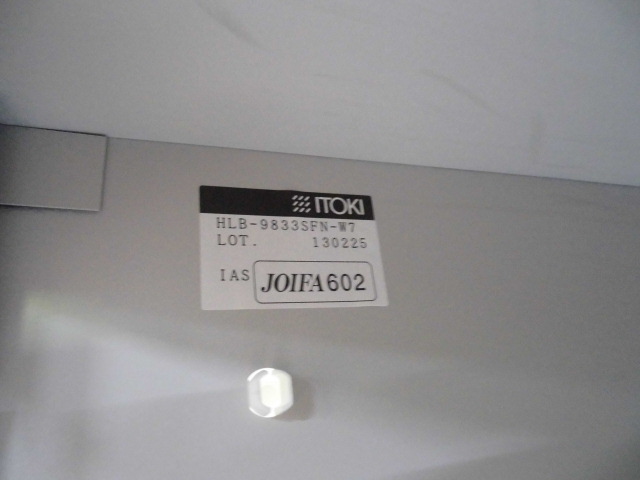 ITOKI
HLB-9833SFN-W7
LOT. 130225
IAS JOIFA602